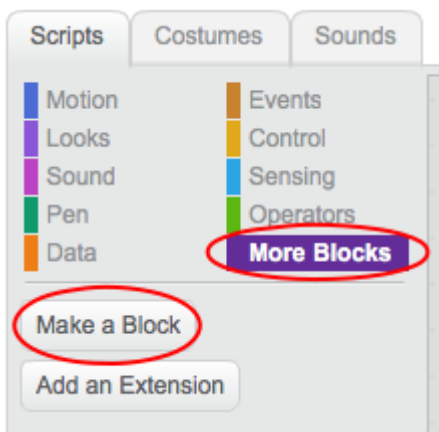 Scripts Costumes Sounds
Motion Events
Looks Control
Sound Sensing
Pen Operators
Data More Blocks
Make a Block
Add an Extension